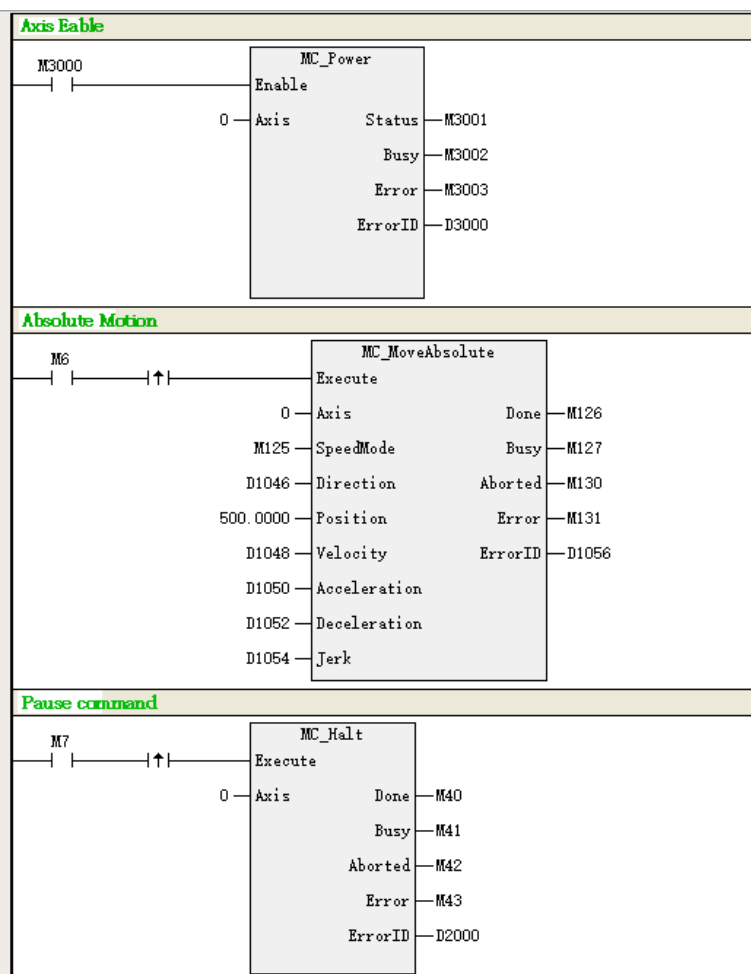 Axis Eable
M3000
MC_Power
Enable
0 Axis Status M3001
Busy M3002
Error M3003
ErrorID D3000
Absolute Motion
M6
MC_MoveAbsolute
Execute
0 Axis Done M126
M125 SpeedMode Busy M127
D1046 Direction Aborted M130
500.0000 Position Error M131
D1048 Velocity ErrorID D1056
D1050 Acceleration
D1052 Deceleration
D1054 Jerk
Pause command
M7
MC_Halt
Execute
0 Axis Done M40
Busy M41
Aborted M42
Error M43
ErrorID D2000